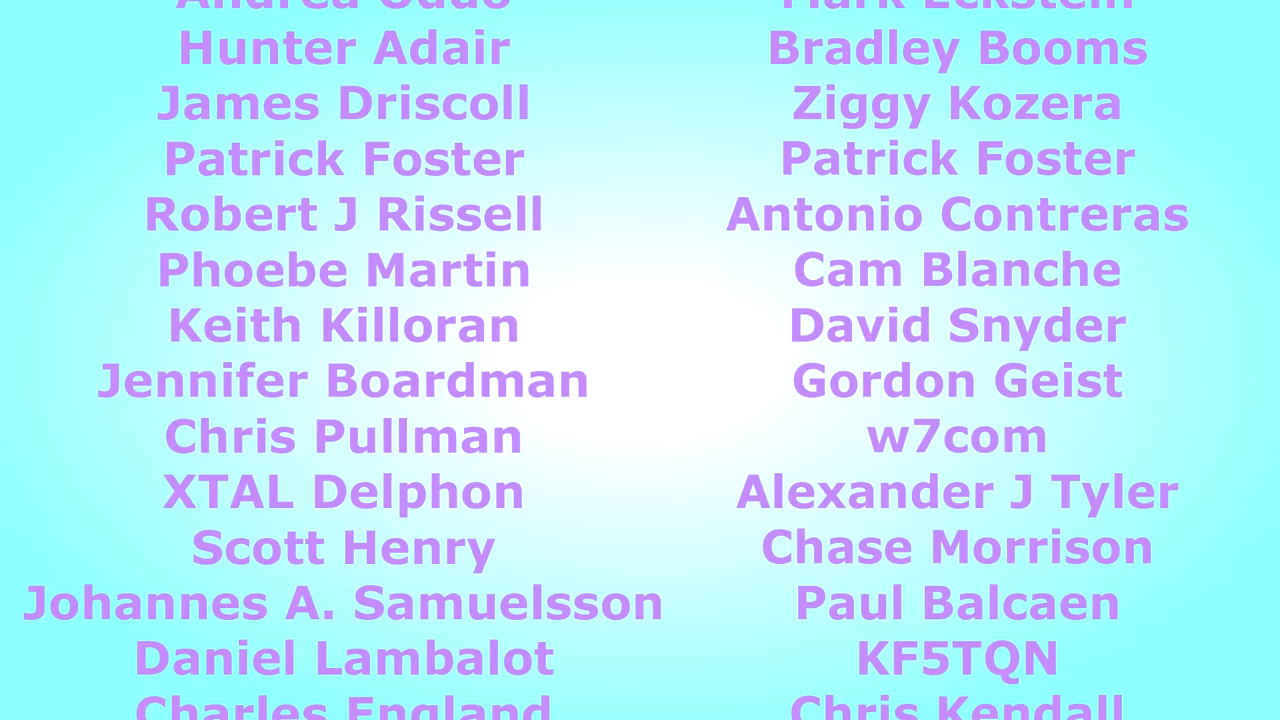 Andrea Oddo Mark Eckstein
Hunter Adair Bradley Booms
James Driscoll Ziggy Kozera
Patrick Foster Patrick Foster
Robert J Rissell Antonio Contreras
Phoebe Martin Cam Blanche
Keith Killoran David Snyder
Jennifer Boardman Gordon Geist
Chris Pullman w7com
XTAL Delphon Alexander J Tyler
Scott Henry Chase Morrison
Johannes A. Samuelsson Paul Balcaen
Daniel Lambalot KF5TQN
Charles England Chris Kendall